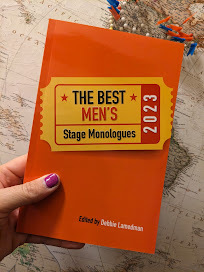 THE BEST
MEN'S
Stage Monologues
2023
Edited by Debbie Lamedman